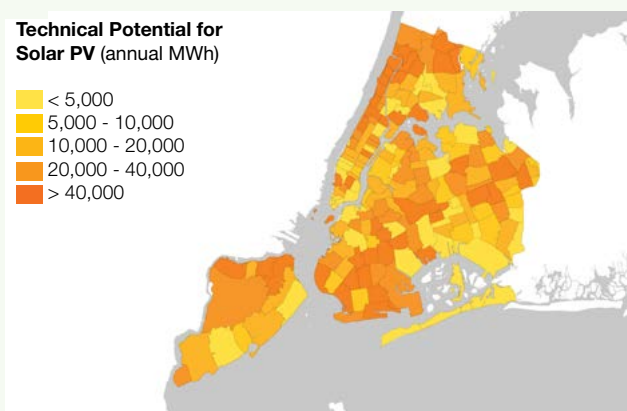 Technical Potential for
Solar PV (annual MWh)
< 5,000
5,000 - 10,000
10,000 - 20,000
20,000 - 40,000
> 40,000